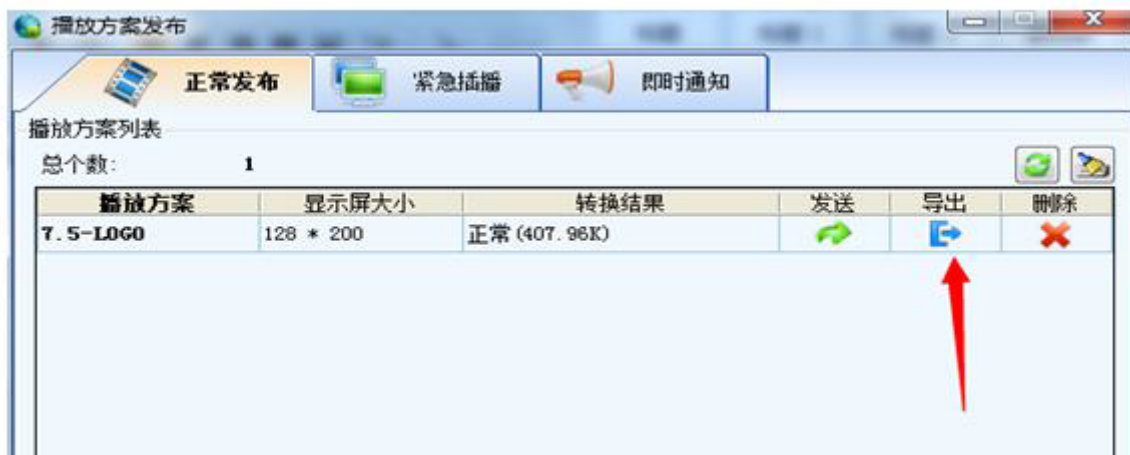 播放方案发布
正常发布 紧急插播 即时通知
播放方案列表
总个数: 1
播放方案 显示屏大小 转换结果 发送 导出 删除
7.5-LOGO 128 * 200 正常(407.96K)